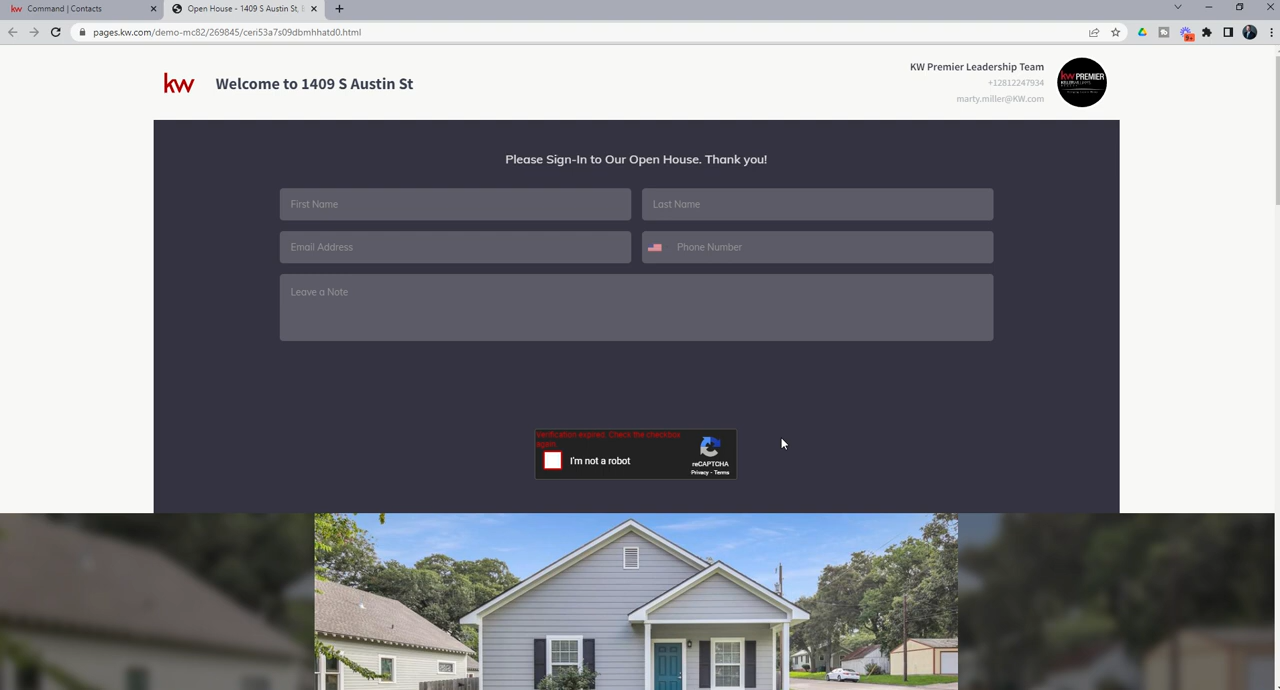 kw Command | Contacts
Open House - 1409 S Austin St,
pages.kw.com/demo-mc82/269845/ceri53a7s09dbmhhatd0.html
9+
kw
Welcome to 1409 S Austin St
KW Premier Leadership Team
+12812247934
marty.miller@KW.com
kw PREMIER
Please Sign-In to Our Open House. Thank you!
First Name
Last Name
Email Address
Phone Number
Leave a Note
Verification expired. Check the checkbox
again.
I'm not a robot
reCAPTCHA
Privacy - Terms